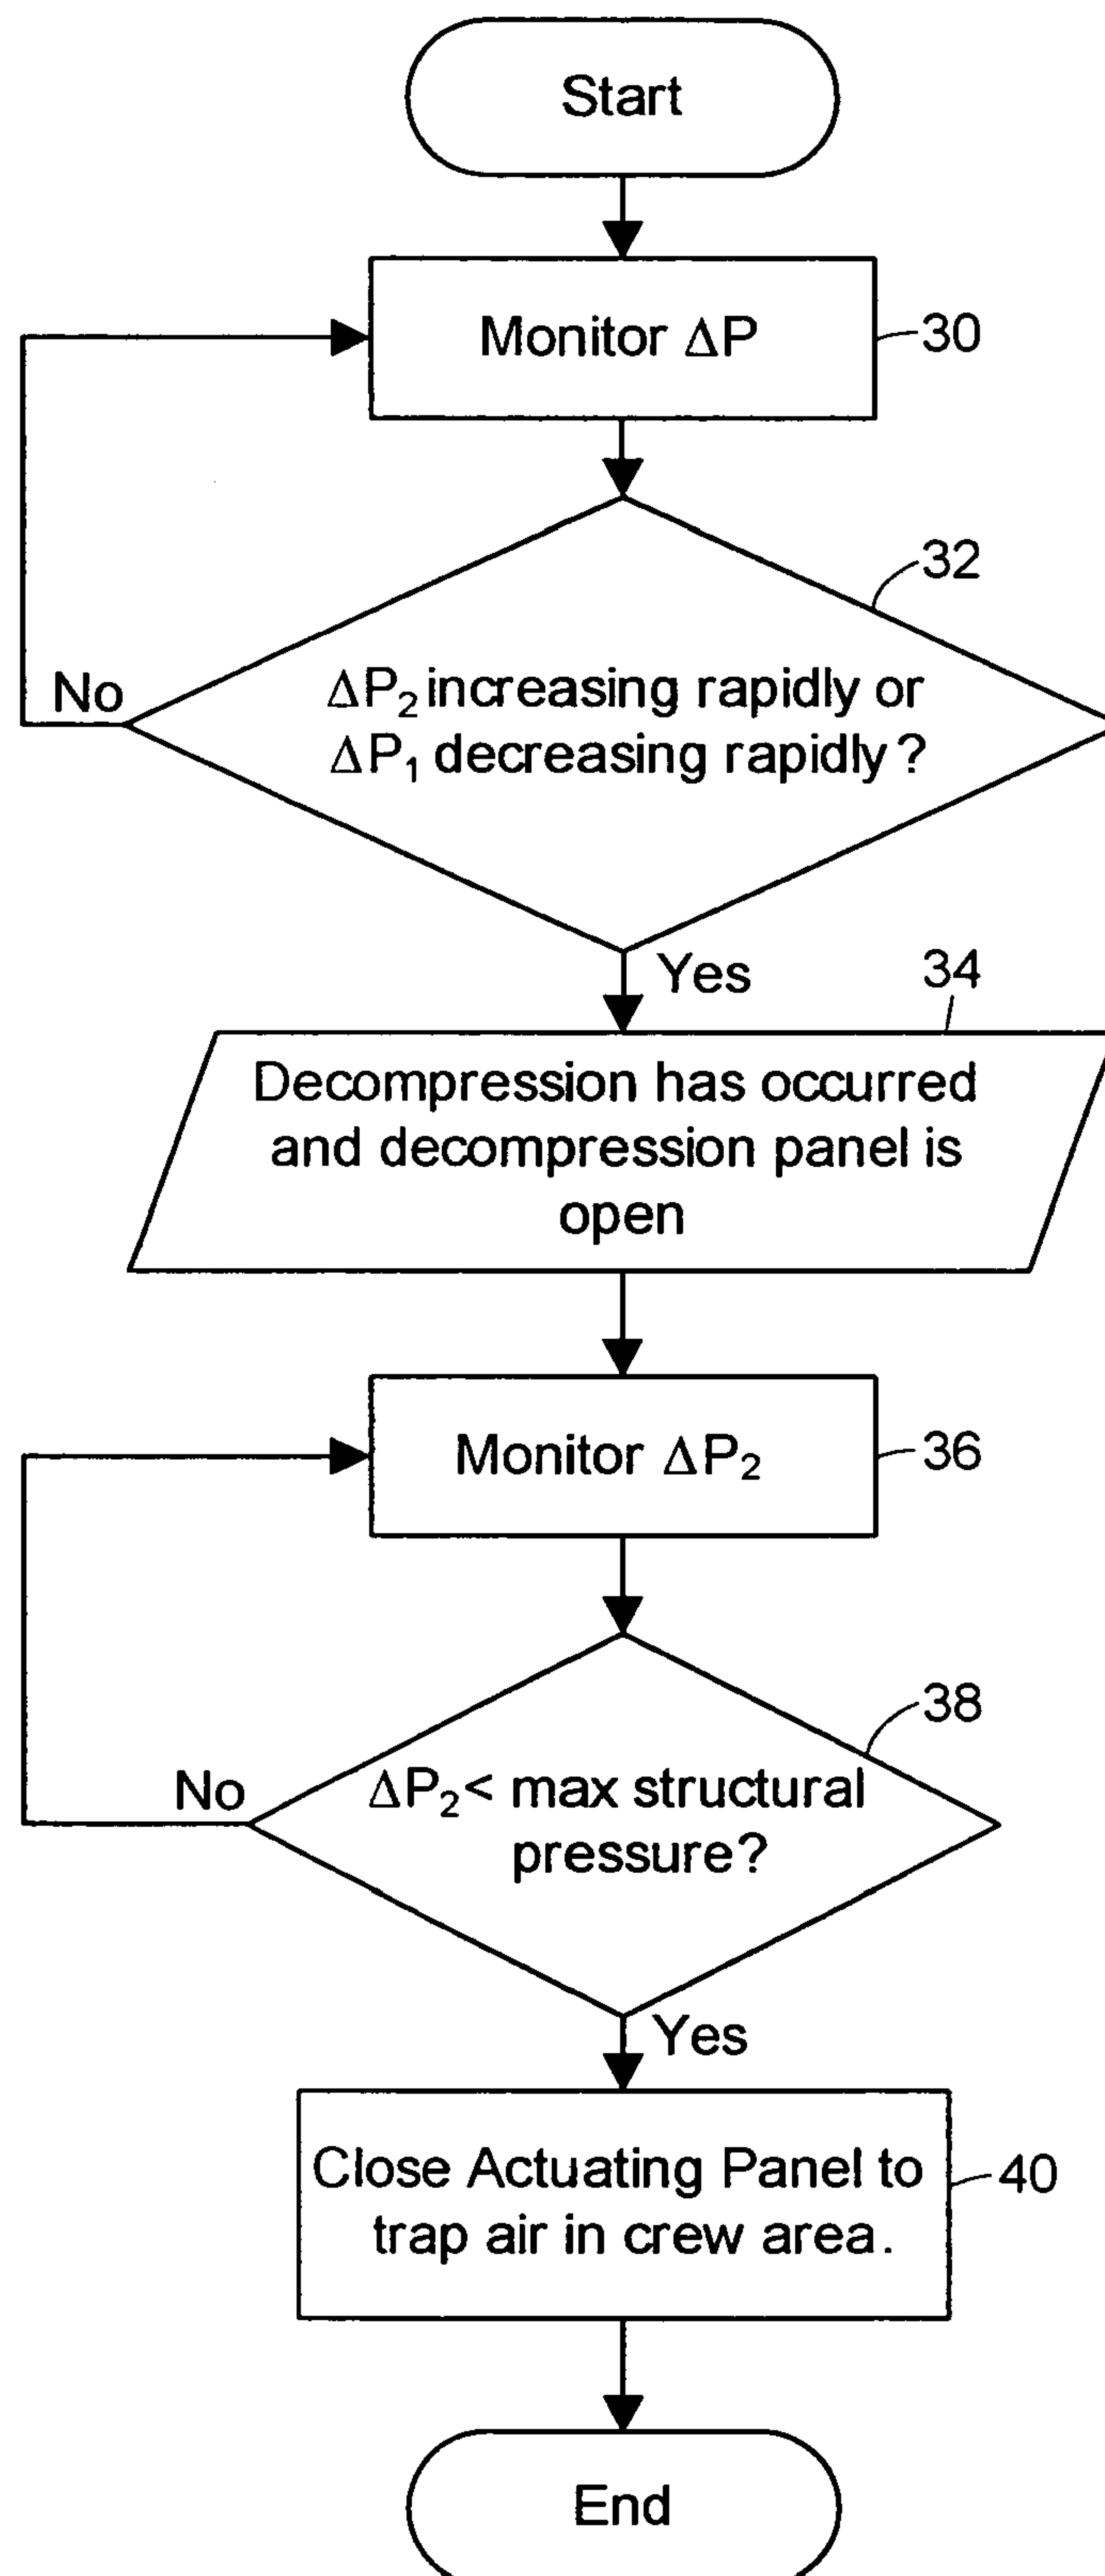 Start
Monitor ΔP
30
32
No
ΔP₂ increasing rapidly or
ΔP₁ decreasing rapidly?
Yes
34
Decompression has occurred
and decompression panel is
open
Monitor ΔP₂
36
38
No
ΔP₂< max structural
pressure?
Yes
Close Actuating Panel to
trap air in crew area.
40
End